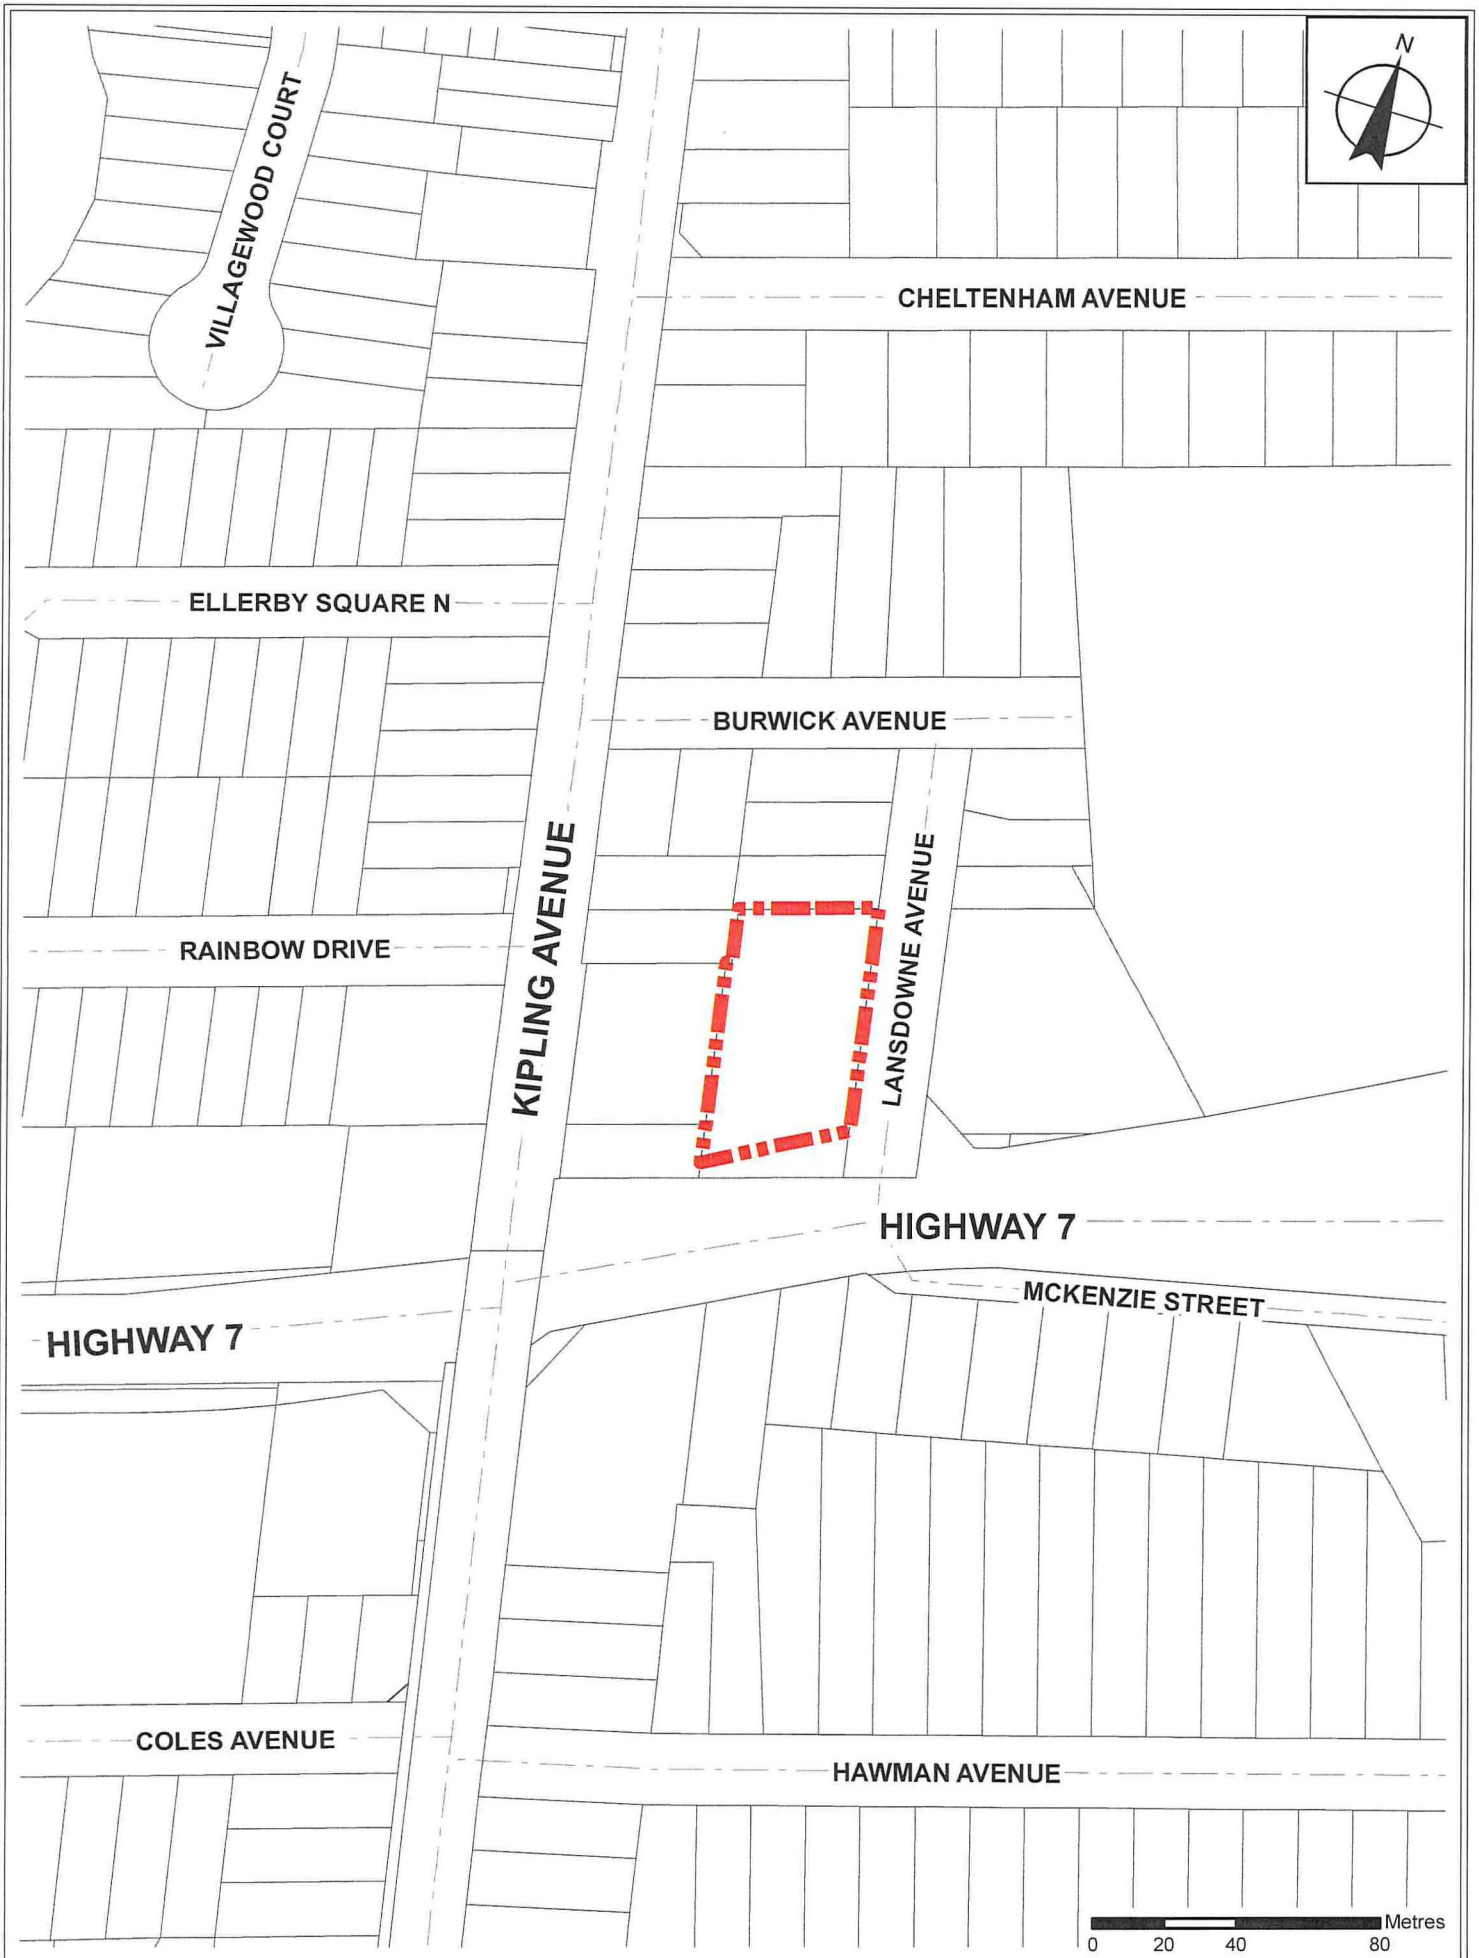 N
VILLAGEWOOD COURT
CHELTENHAM AVENUE
ELLERBY SQUARE N
BURWICK AVENUE
KIPLING AVENUE
LANSDOWNE AVENUE
RAINBOW DRIVE
HIGHWAY 7
MCKENZIE STREET
HIGHWAY 7
COLES AVENUE
HAWMAN AVENUE
Metres
0 20 40 80